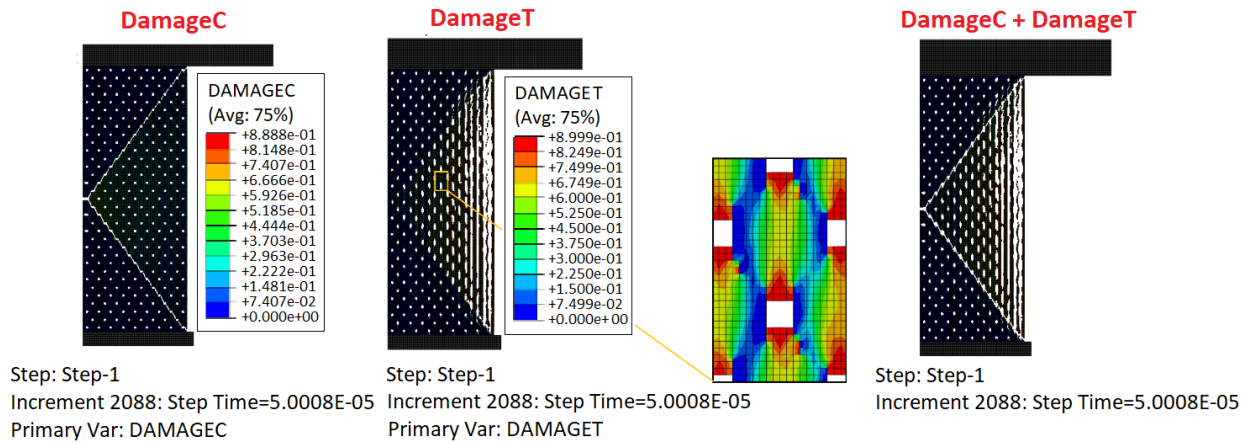 DamageC
DAMAGEC
(Avg: 75%)
+8.888e-01
+8.148e-01
+7.407e-01
+6.666e-01
+5.926e-01
+5.185e-01
+4.444e-01
+3.703e-01
+2.963e-01
+2.222e-01
+1.481e-01
+7.407e-02
+0.000e+00
Step: Step-1
Increment 2088: Step Time=5.0008E-05
Primary Var: DAMAGEC
DamageT
DAMAGET
(Avg: 75%)
+8.999e-01
+8.249e-01
+7.499e-01
+6.749e-01
+6.000e-01
+5.250e-01
+4.500e-01
+3.750e-01
+3.000e-01
+2.250e-01
+1.500e-01
+7.499e-02
+0.000e+00
Step: Step-1
Increment 2088: Step Time=5.0008E-05
Primary Var: DAMAGET
DamageC + DamageT
Step: Step-1
Increment 2088: Step Time=5.0008E-05